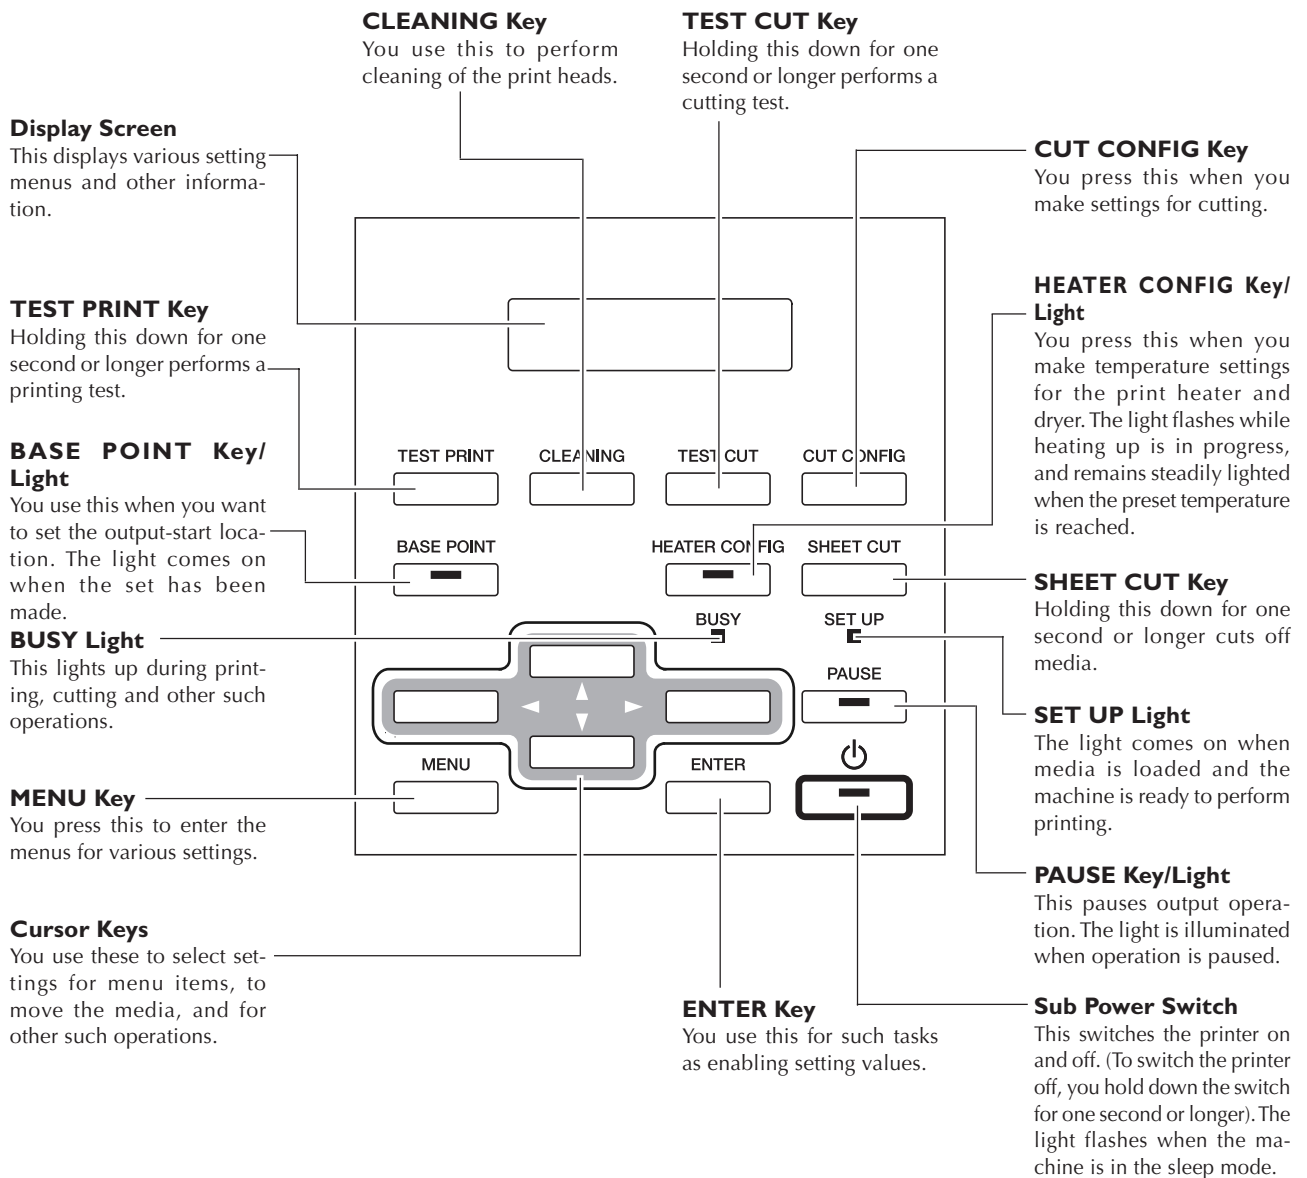 CLEANING Key
You use this to perform
cleaning of the print heads.
TEST CUT Key
Holding this down for one
second or longer performs a
cutting test.
Display Screen
This displays various setting
menus and other informa-
tion.
CUT CONFIG Key
You press this when you
make settings for cutting.
TEST PRINT Key
Holding this down for one
second or longer performs a
printing test.
HEATER CONFIG Key/
Light
You press this when you
make temperature settings
for the print heater and
dryer. The light flashes while
heating up is in progress,
and remains steadily lighted
when the preset temperature
is reached.
BASE POINT Key/
Light
You use this when you want
to set the output-start loca-
tion. The light comes on
when the set has been
made.
TEST PRINT
CLEANING
TEST CUT
CUT CONFIG
BASE POINT
HEATER CONFIG
SHEET CUT
BUSY
SET UP
PAUSE
MENU
ENTER
SHEET CUT Key
Holding this down for one
second or longer cuts off
media.
BUSY Light
This lights up during print-
ing, cutting and other such
operations.
SET UP Light
The light comes on when
media is loaded and the
machine is ready to perform
printing.
MENU Key
You press this to enter the
menus for various settings.
PAUSE Key/Light
This pauses output opera-
tion. The light is illuminated
when operation is paused.
Cursor Keys
You use these to select set-
tings for menu items, to
move the media, and for
other such operations.
ENTER Key
You use this for such tasks
as enabling setting values.
Sub Power Switch
This switches the printer on
and off. (To switch the printer
off, you hold down the switch
for one second or longer). The
light flashes when the ma-
chine is in the sleep mode.